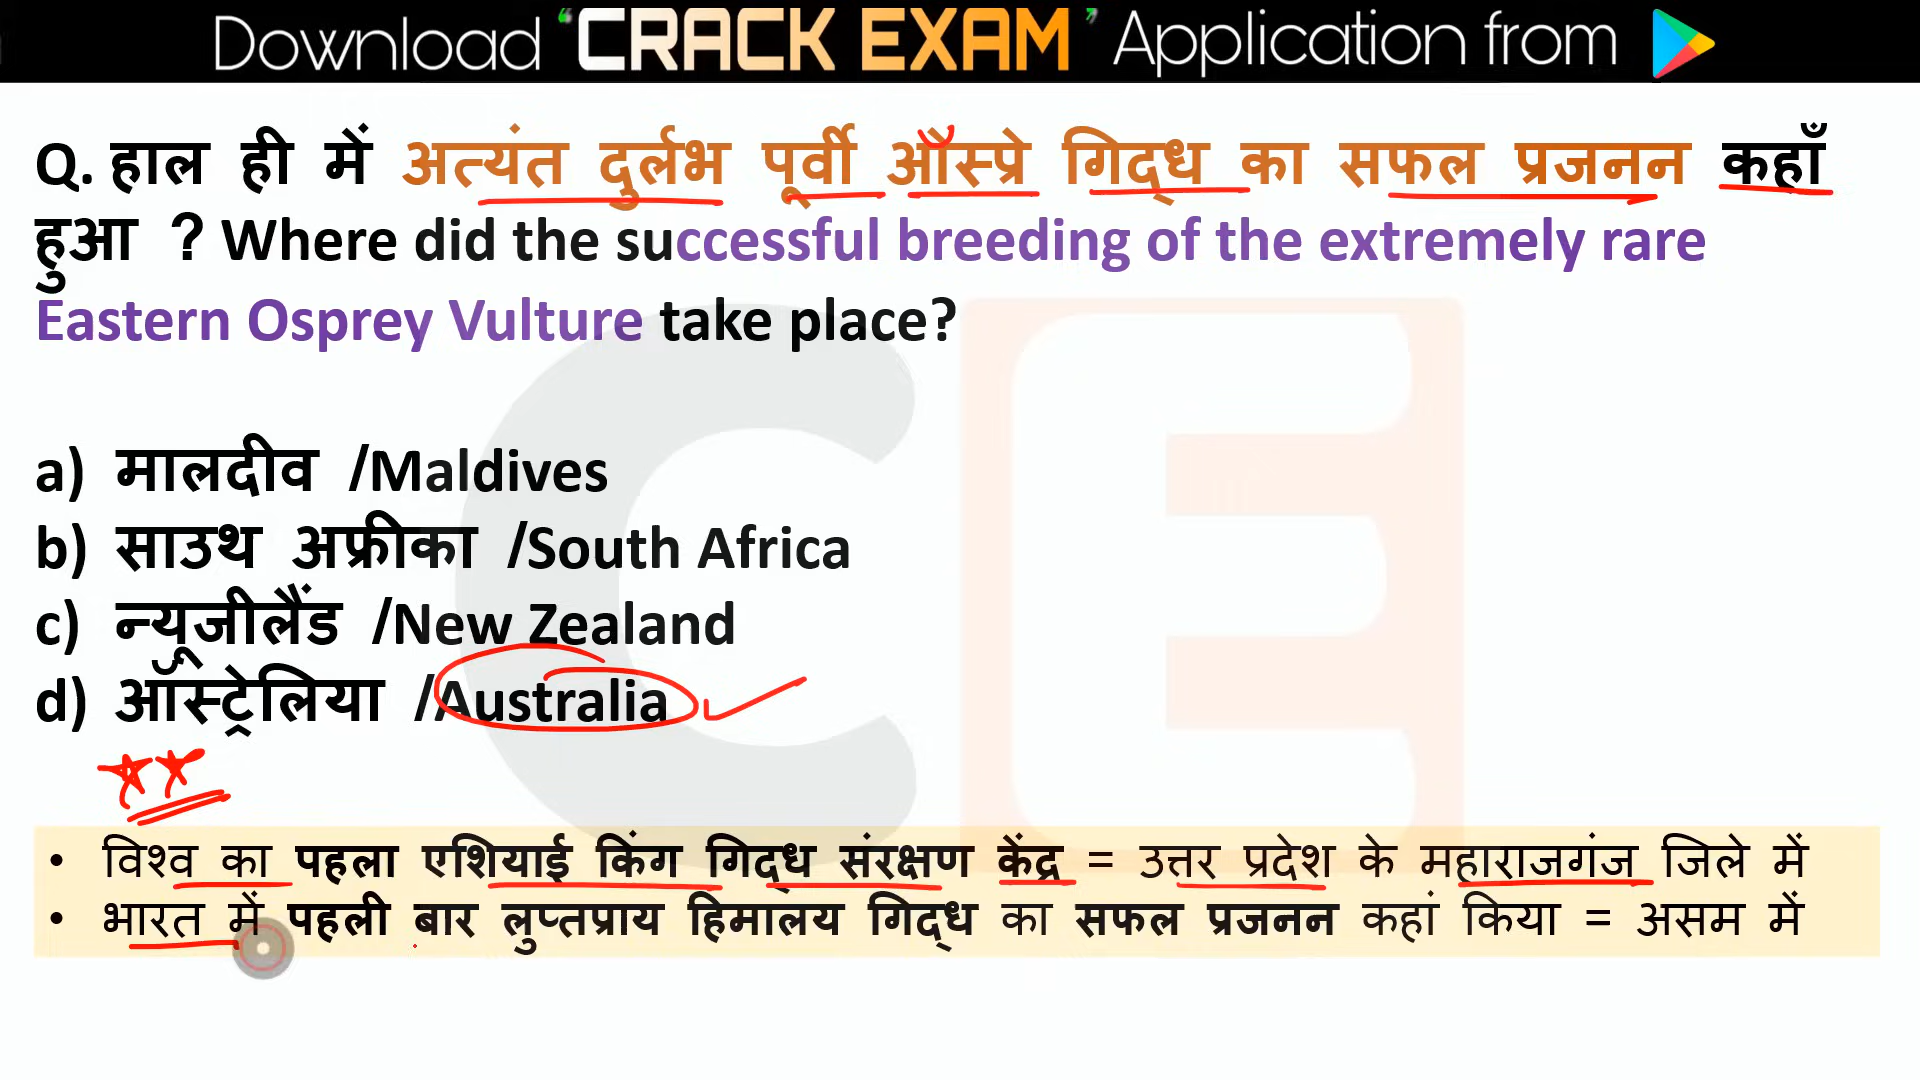 Download "CRACK EXAM" Application from
Q. हाल ही में अत्यंत दुर्लभ पूर्वी ऑस्प्रे गिद्ध का सफल प्रजनन कहाँ
हुआ ? Where did the successful breeding of the extremely rare
Eastern Osprey Vulture take place?
a) मालदीव /Maldives
b) साउथ अफ्रीका /South Africa
c) न्यूजीलैंड /New Zealand
d) ऑस्ट्रेलिया /Australia
• विश्व का पहला एशियाई किंग गिद्ध संरक्षण केंद्र = उत्तर प्रदेश के महाराजगंज जिले में
• भारत में पहली बार लुप्तप्राय हिमालय गिद्ध का सफल प्रजनन कहां किया = असम में